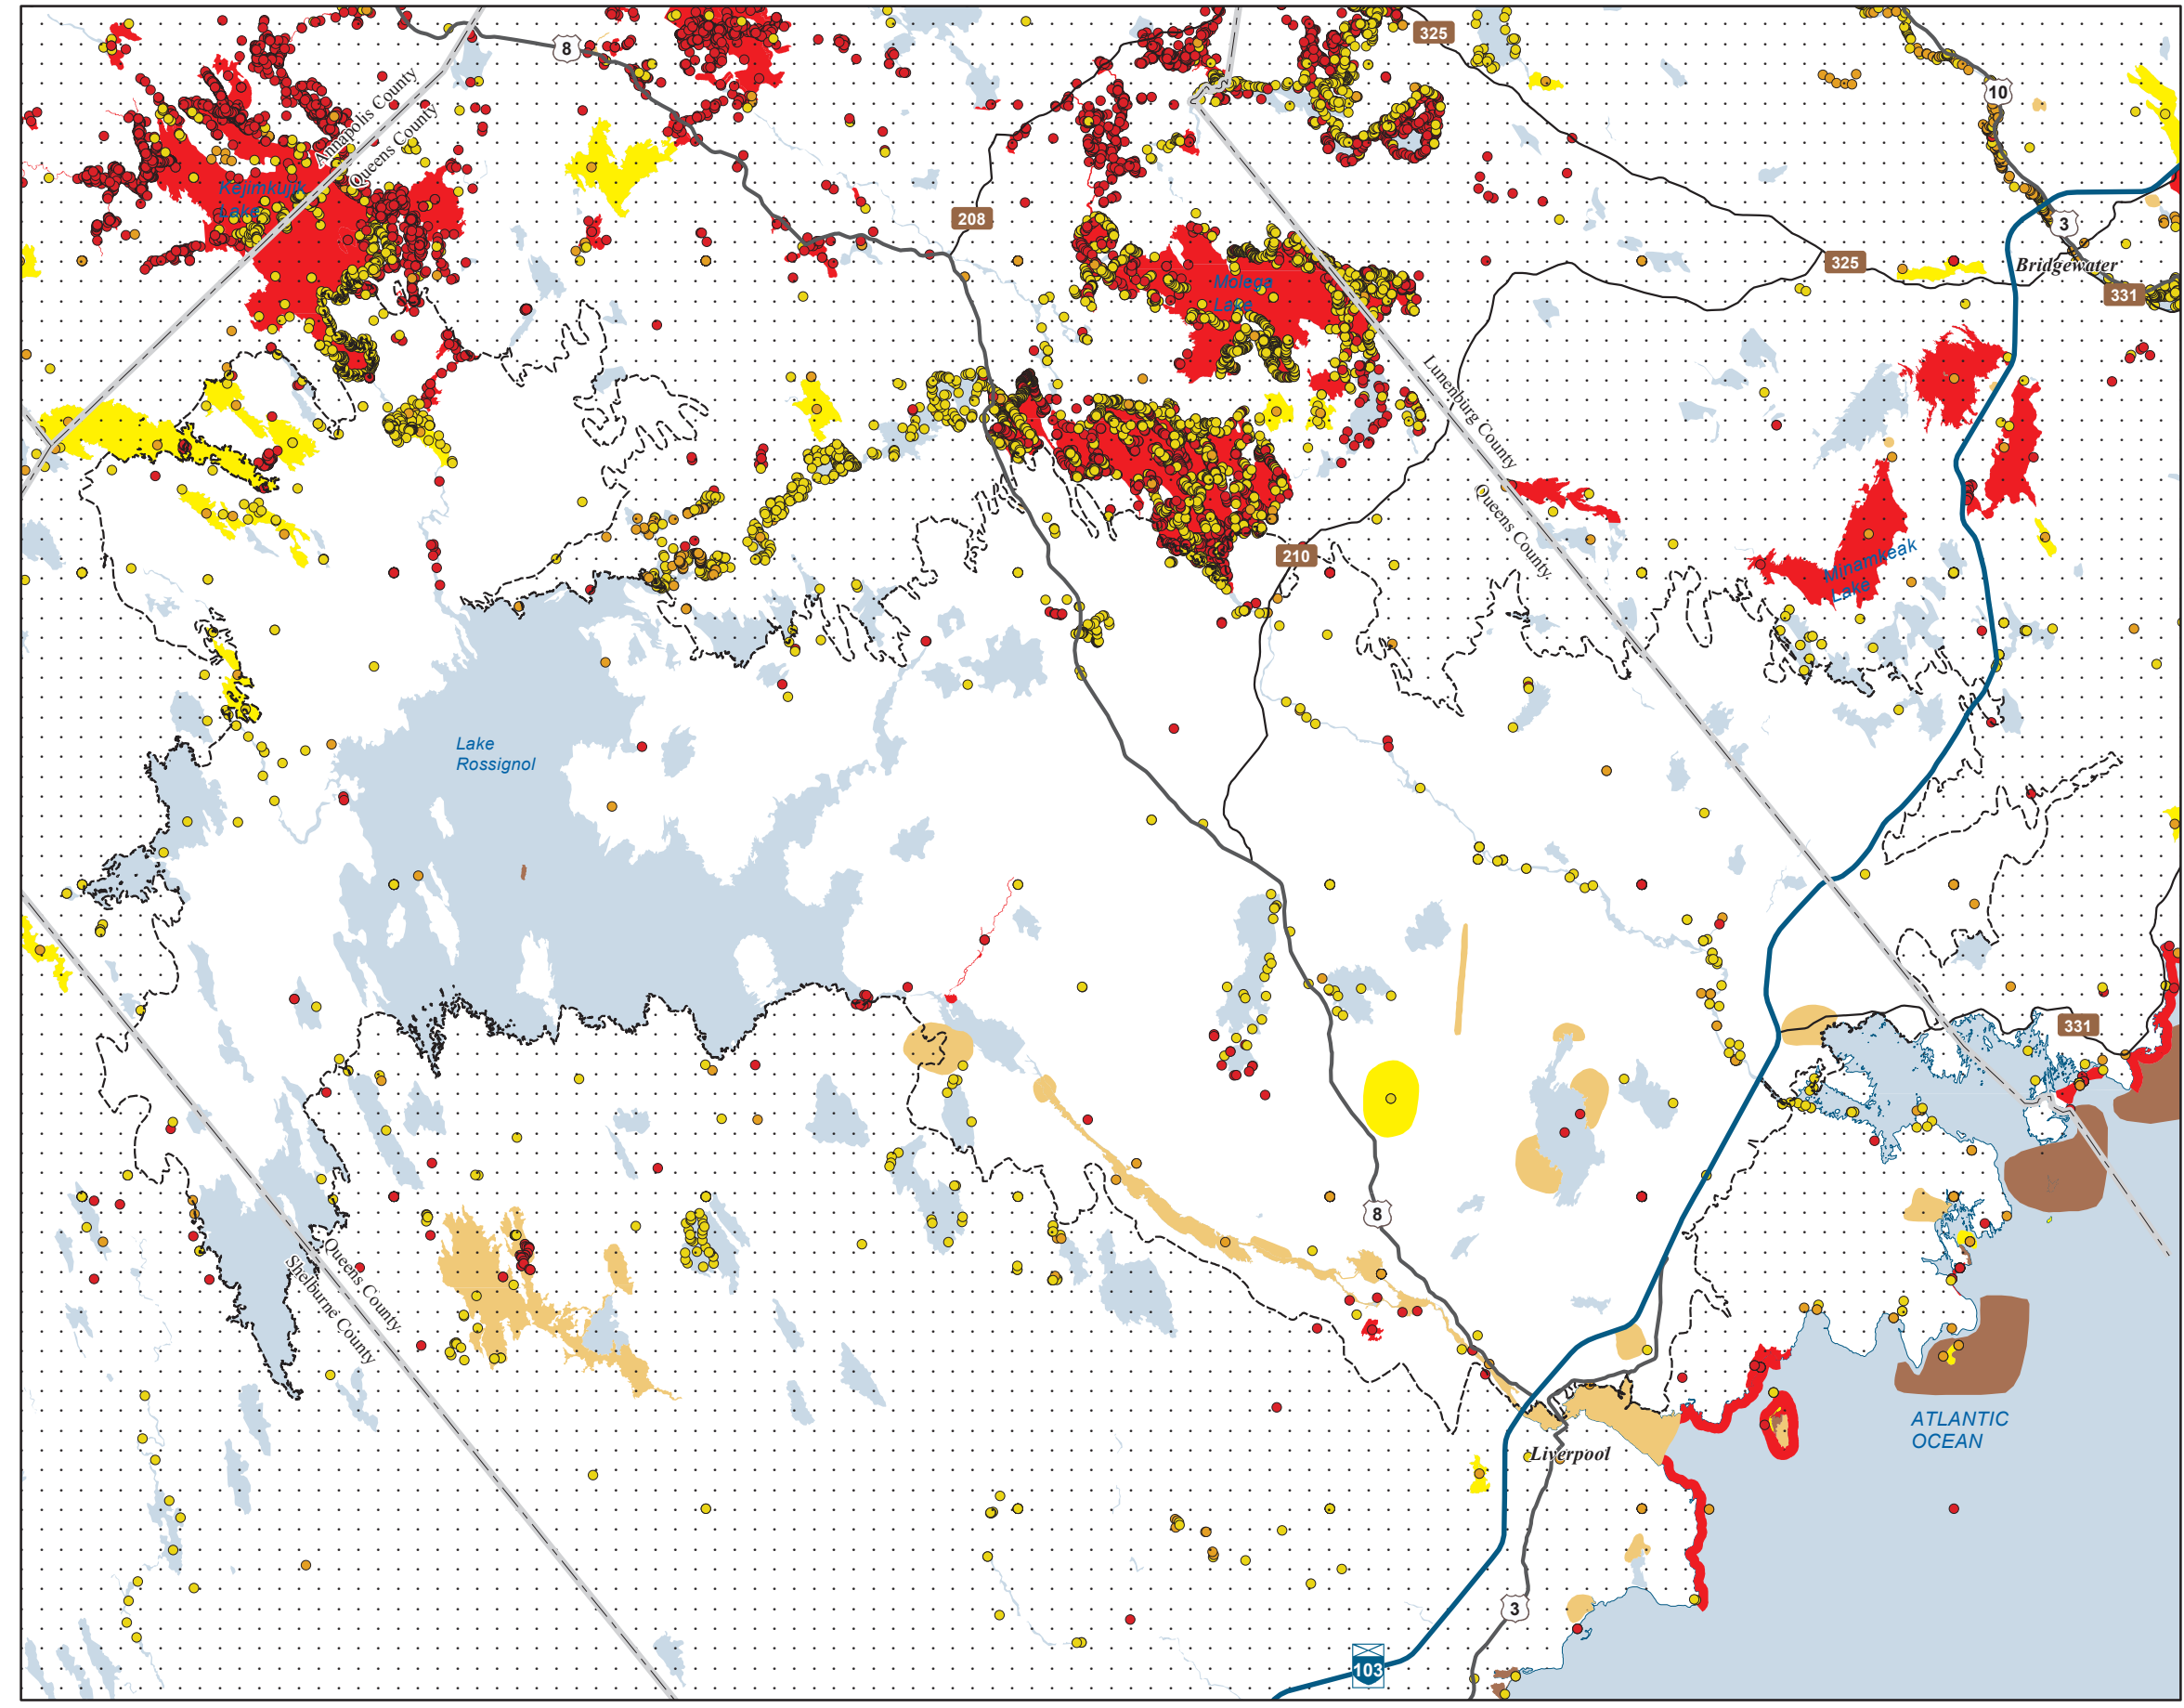 325
8
10
Annapolis County
Queens County
Kejimkujik
Lake
208
3
325
Bridgewater
Molega
Lake
331
Lunenburg County
Queens County
210
Minamkeak
Lake
Lake
Rossignol
331
8
Queens County
Shelburne County
ATLANTIC
OCEAN
Liverpool
3
103